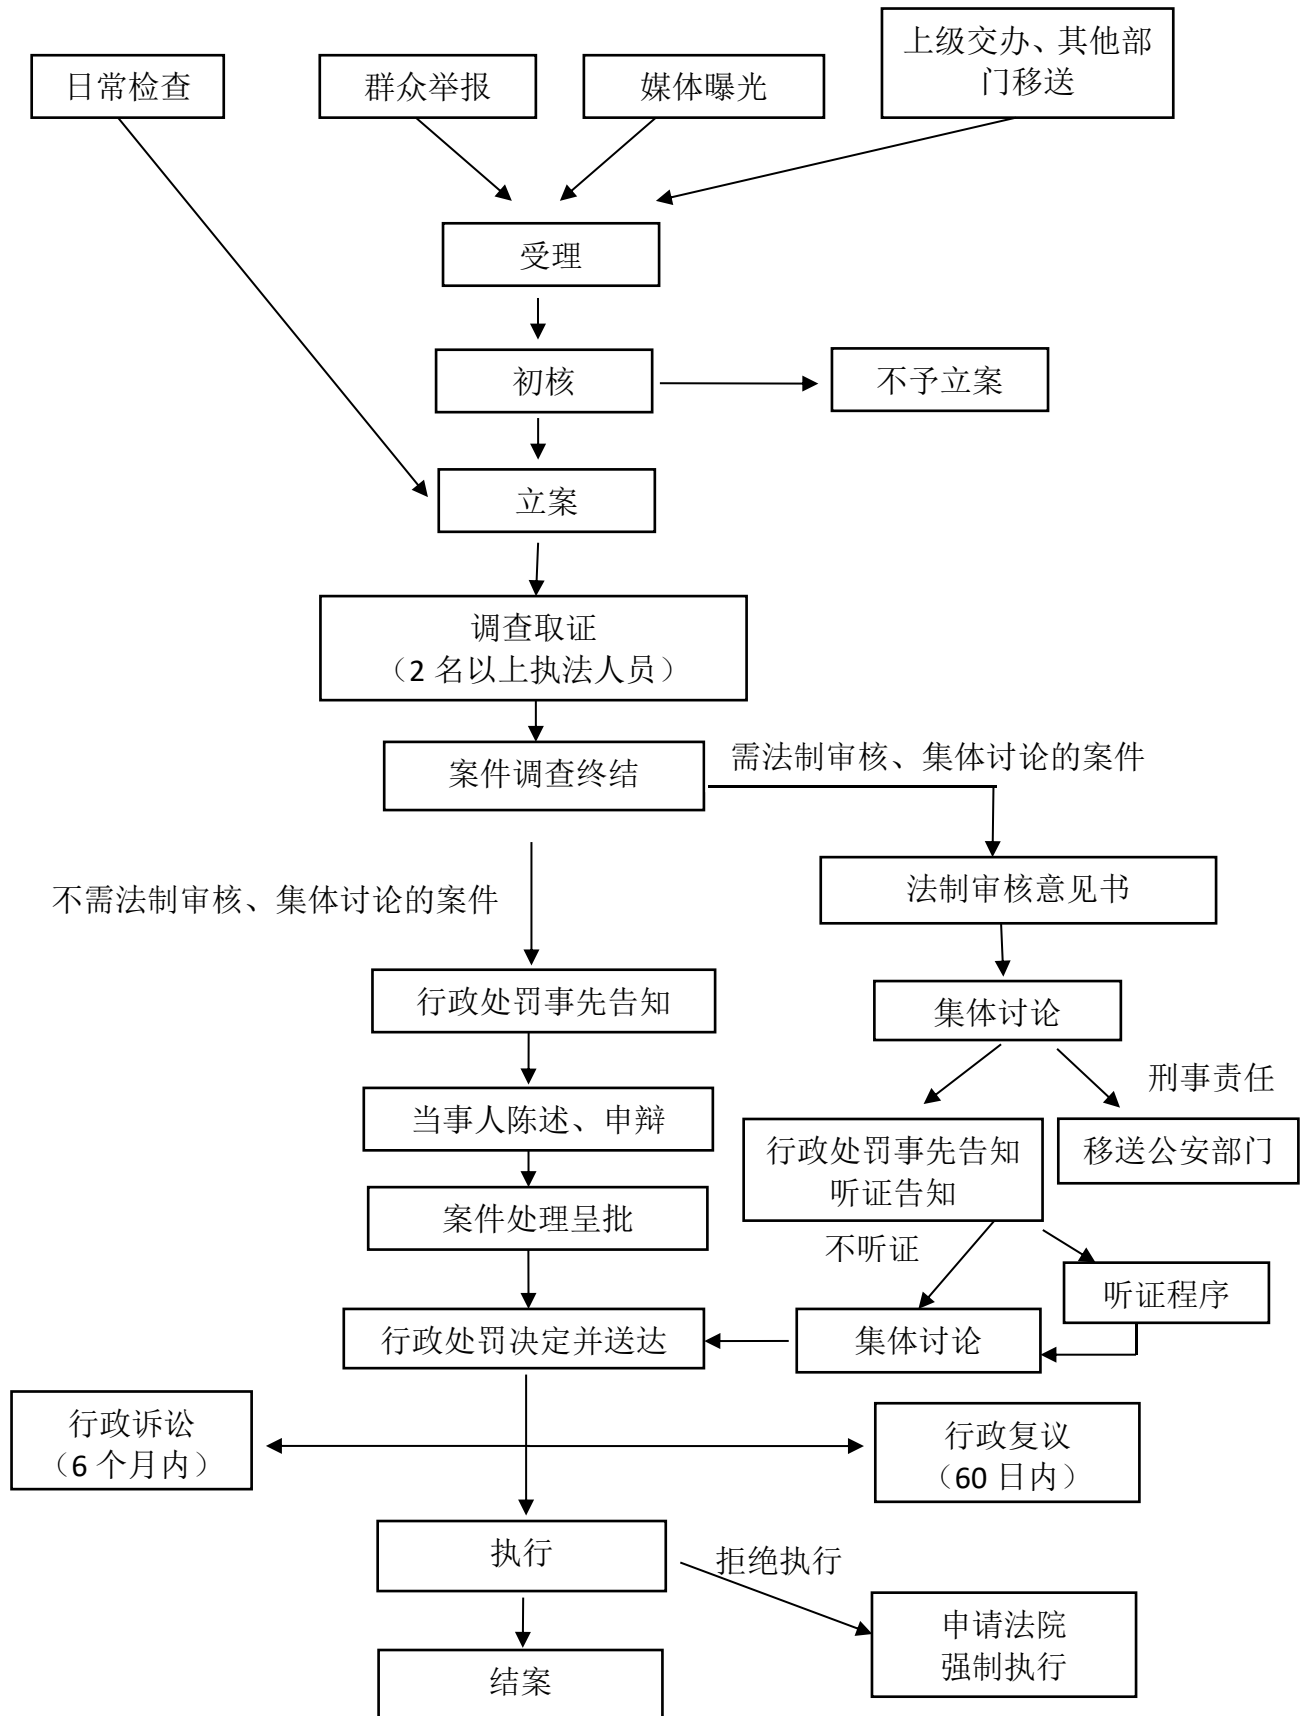 日常检查
群众举报
媒体曝光
上级交办、其他部
门移送
受理
初核
不予立案
立案
调查取证
（2 名以上执法人员）
案件调查终结
需法制审核、集体讨论的案件
不需法制审核、集体讨论的案件
法制审核意见书
行政处罚事先告知
集体讨论
刑事责任
当事人陈述、申辩
行政处罚事先告知
听证告知
移送公安部门
案件处理呈批
不听证
听证程序
行政处罚决定并送达
集体讨论
行政诉讼
（6 个月内）
行政复议
（60 日内）
执行
拒绝执行
申请法院
强制执行
结案